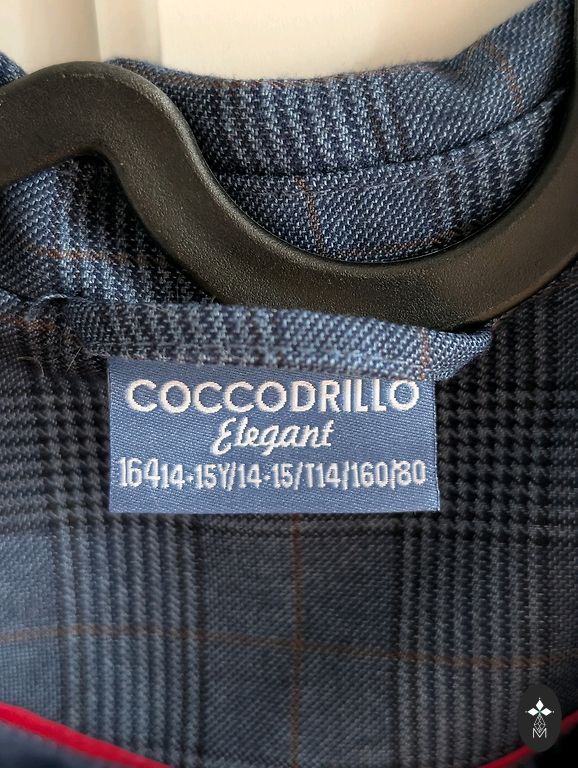 COCCODRILLO
Elegant
16414-15Y/14-15/T14/160/80
M